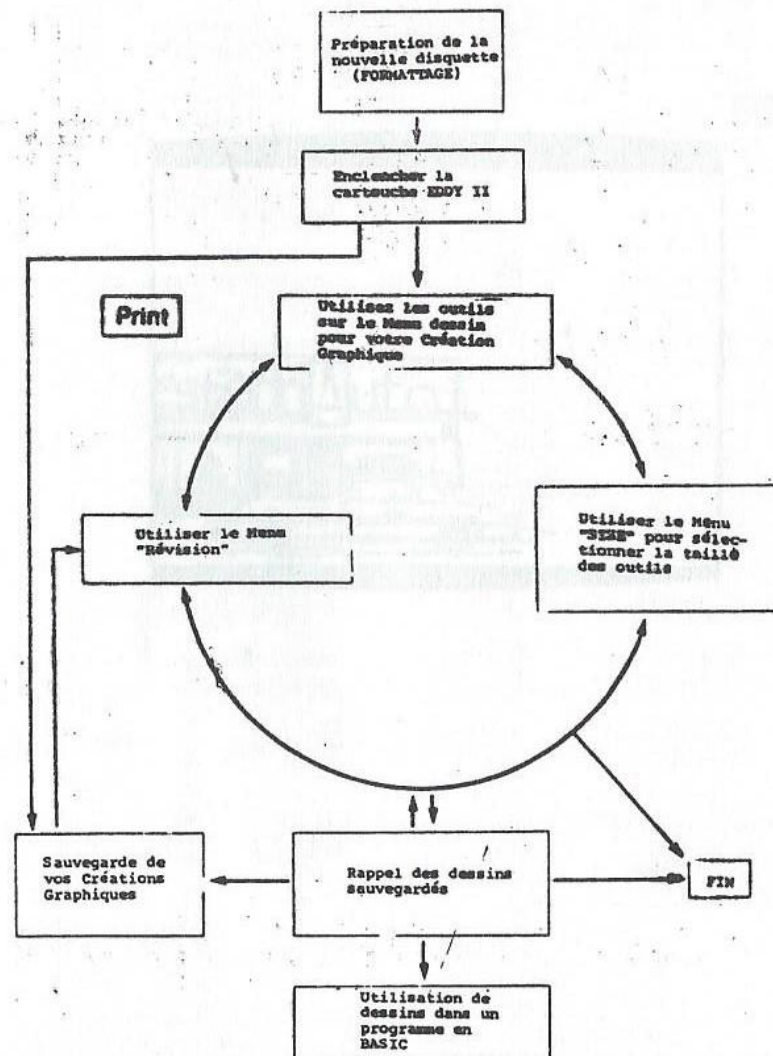 Préparation de la
nouvelle disquette
(FORMATTAGE)
Enclencher la
cartouche EDDY II
Print
Utilisez les outils
sur le Menu dessin
pour votre Création
Graphique
Utiliser le Menu
"Révision"
Utiliser le Menu
"SIZE" pour sélec-
tionner la taille
des outils
Sauvegarde de
vos Créations
Graphiques
Rappel des dessins
sauvegardés
FIN
Utilisation de
dessins dans un
programme en
BASIC